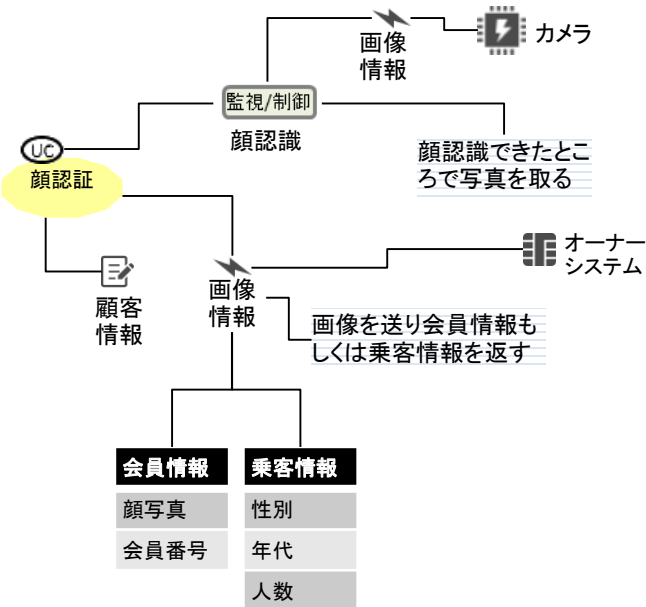 画像
情報
カメラ
監視/制御
顔認識
顔認識できたとこ
ろで写真を取る
UC
顔認証
顧客
情報
画像
情報
オーナー
システム
画像を送り会員情報も
しくは乗客情報を返す
会員情報
顔写真
会員番号
乗客情報
性別
年代
人数